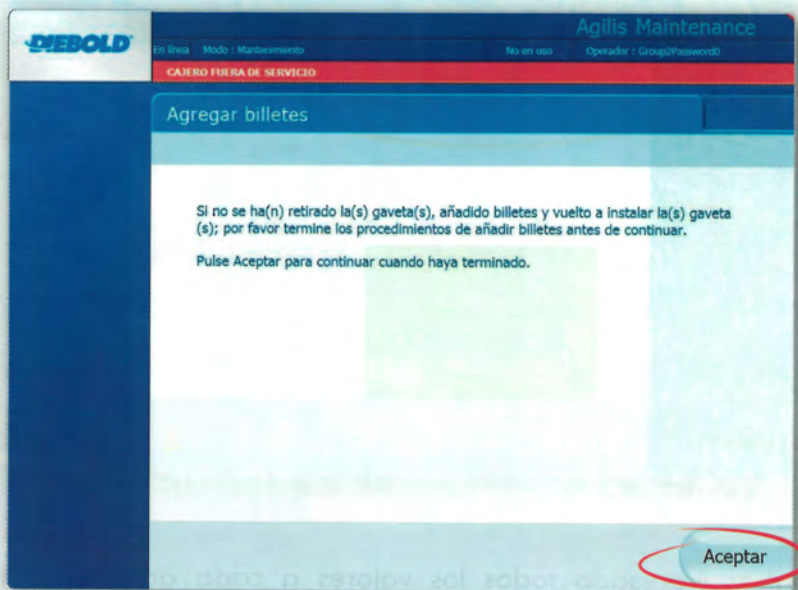 DIEBOLD
Agilis Maintenance
En línea Modo : Mantenimiento No en uso Operador : Group2Password0
CAJERO FUERA DE SERVICIO
Agregar billetes
Si no se ha(n) retirado la(s) gaveta(s), añadido billetes y vuelto a instalar la(s) gaveta
(s); por favor termine los procedimientos de añadir billetes antes de continuar.
Pulse Aceptar para continuar cuando haya terminado.
Aceptar